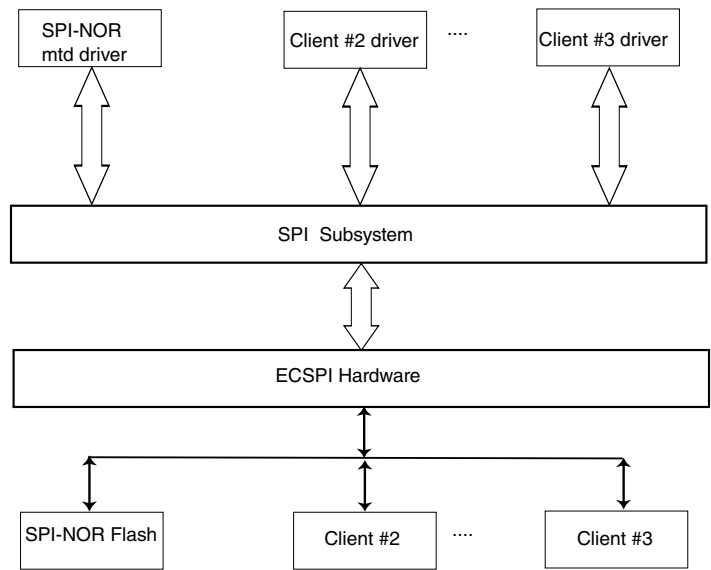 SPI-NOR
mtd driver
Client #2 driver
....
Client #3 driver
SPI Subsystem
ECSPI Hardware
SPI-NOR Flash
Client #2
....
Client #3